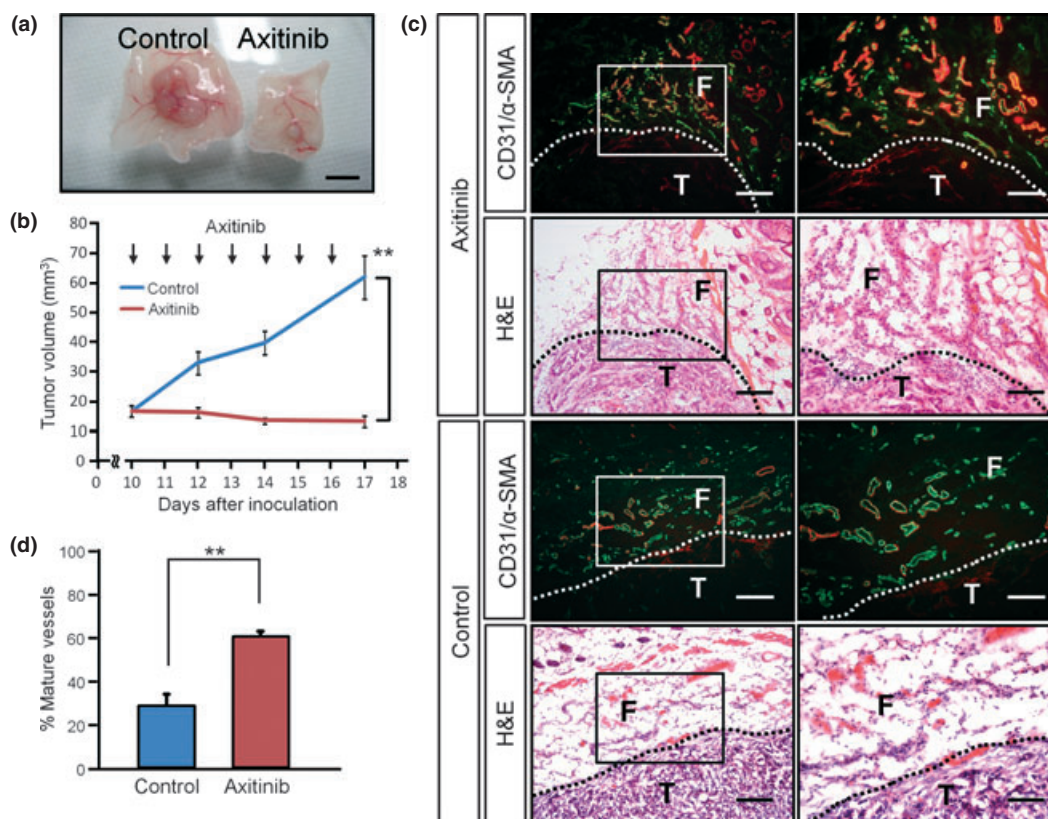 (a)
Control Axitinib
(b)
Axitinib
**
Control
Axitinib
Tumor volume (mm³)
80
70
60
50
40
30
20
10
0
0 10 11 12 13 14 15 16 17 18
Days after inoculation
(d)
**
% Mature vessels
100
80
60
40
20
0
Control Axitinib
(c)
Axitinib
CD31/α-SMA
F
T
F
T
H&E
F
T
F
T
Control
CD31/α-SMA
F
T
F
T
H&E
F
T
F
T